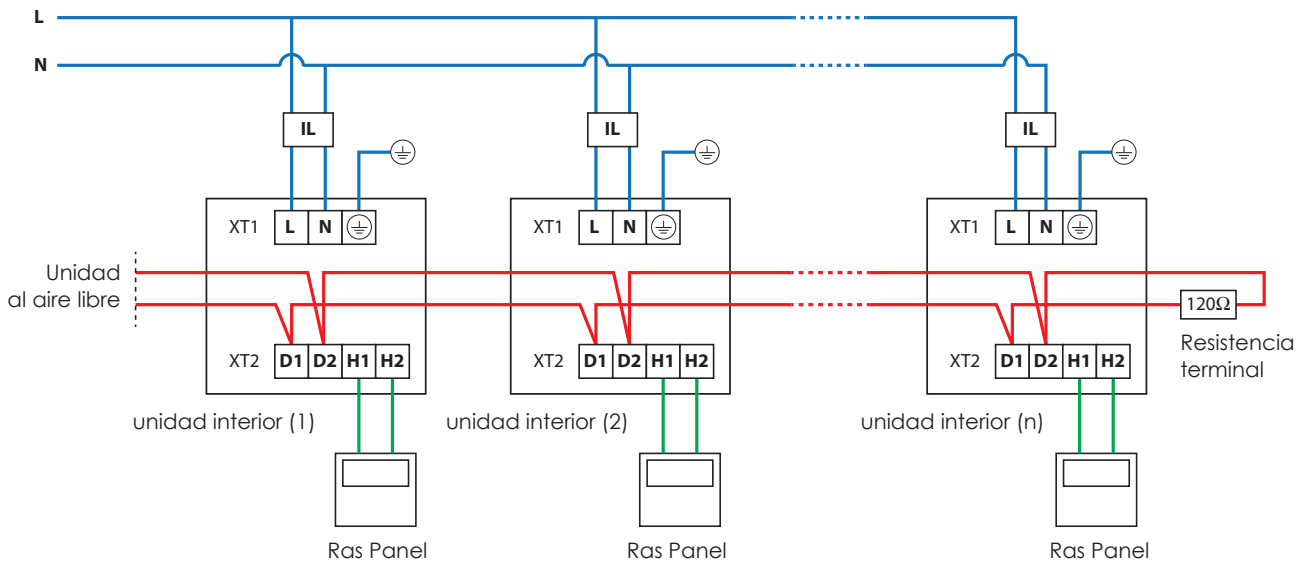 L
N
IL IL IL
XT1 L N XT1 L N XT1 L N
Unidad
al aire libre
120Ω
Resistencia
terminal
XT2 D1 D2 H1 H2 XT2 D1 D2 H1 H2 XT2 D1 D2 H1 H2
unidad interior (1) unidad interior (2) unidad interior (n)
Ras Panel Ras Panel Ras Panel